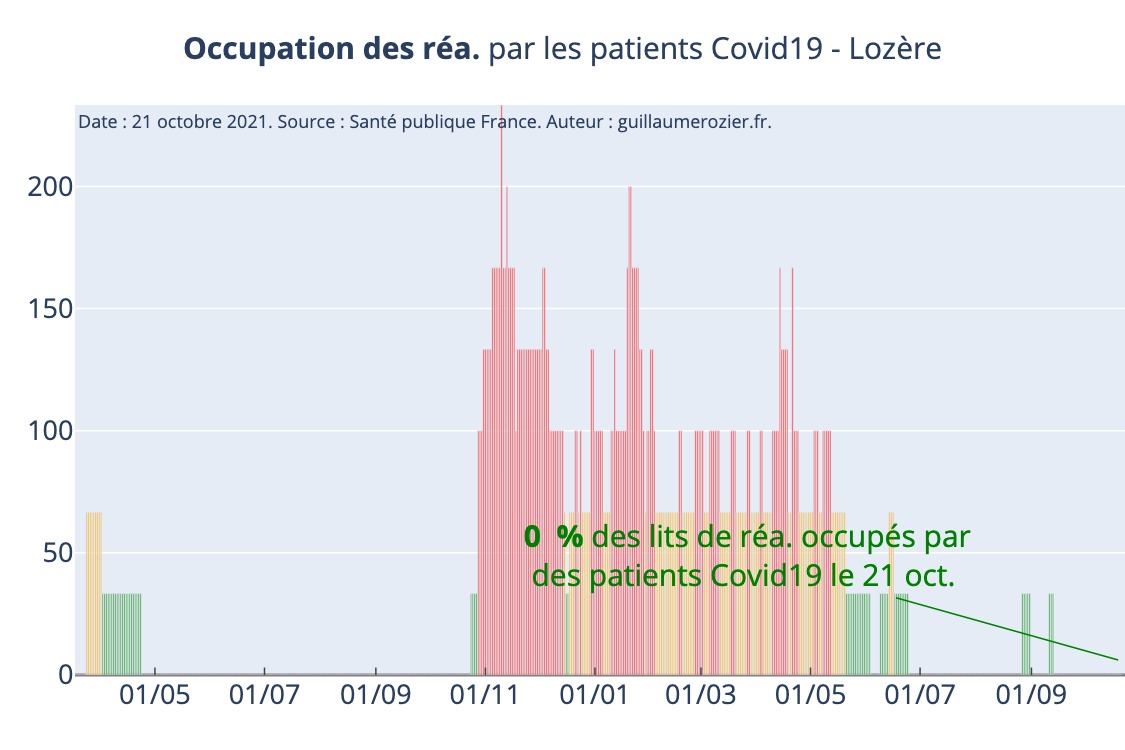 Occupation des réa. par les patients Covid19 - Lozère
Date : 21 octobre 2021. Source : Santé publique France. Auteur : guillaumerozier.fr.
200
150
100
50
0
0 % des lits de réa. occupés par
des patients Covid19 le 21 oct.
01/05 01/07 01/09 01/11 01/01 01/03 01/05 01/07 01/09